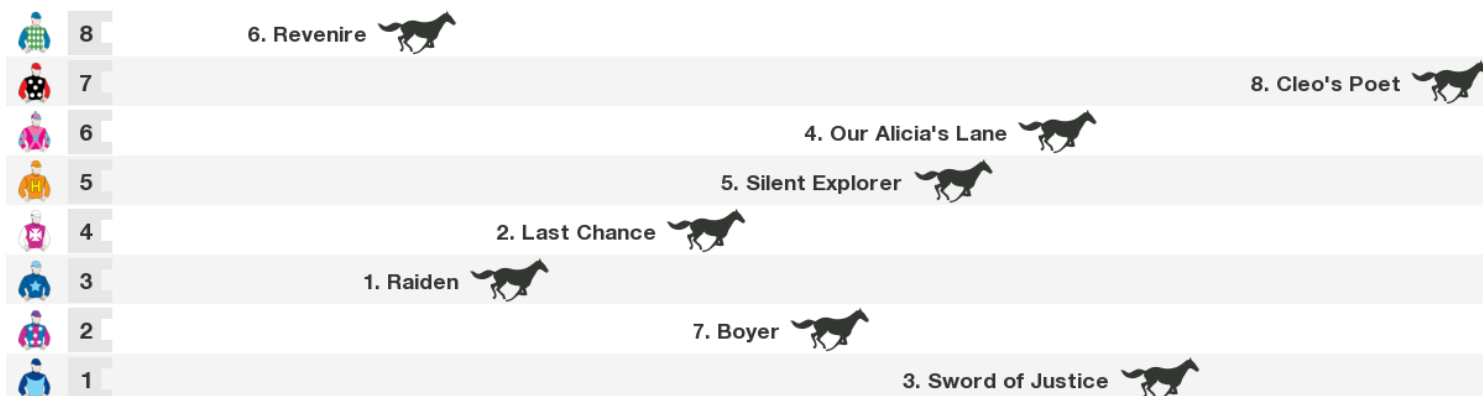 8 6. Revenire
7 8. Cleo's Poet
6 4. Our Alicia's Lane
H 5 5. Silent Explorer
4 2. Last Chance
3 1. Raiden
2 7. Boyer
1 3. Sword of Justice